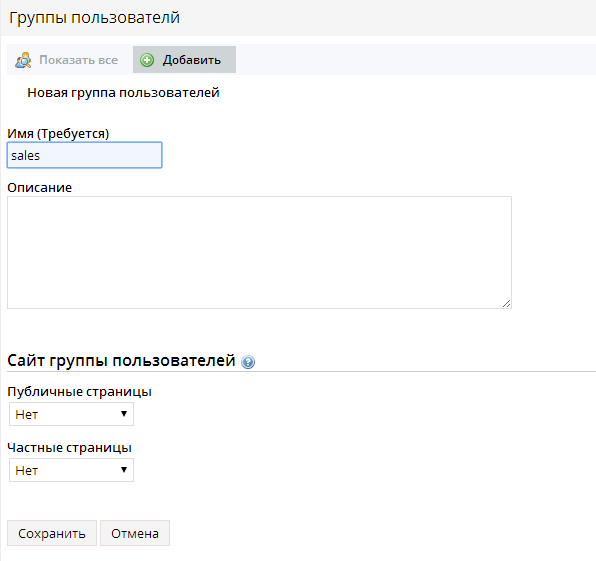 Группы пользователй
Показать все Добавить
Новая группа пользователей
Имя (Требуется)
sales
Описание
Сайт группы пользователей
Публичные страницы
Нет
Частные страницы
Нет
Сохранить Отмена